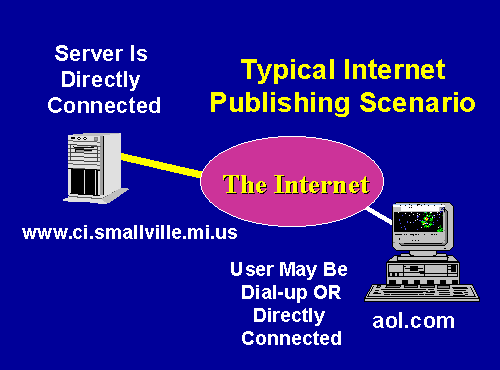 Server Is
Directly
Connected
Typical Internet
Publishing Scenario
The Internet
www.ci.smallville.mi.us
User May Be
Dial-up OR
Directly
Connected
aol.com